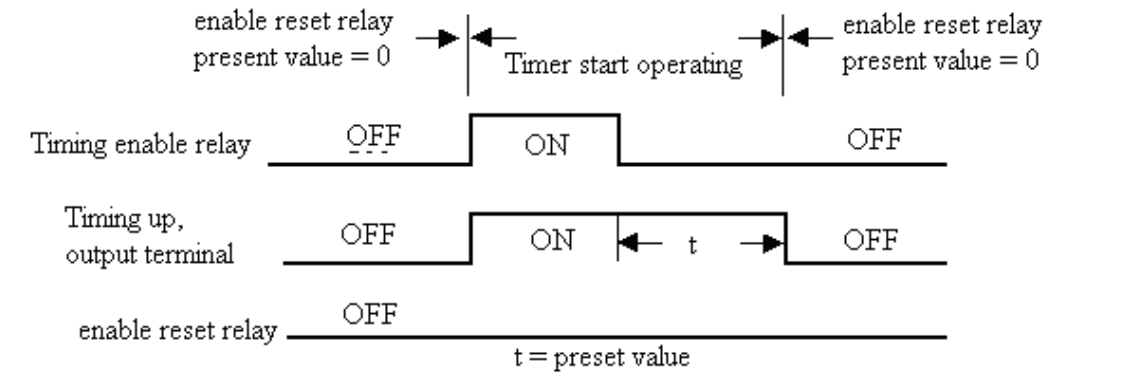 enable reset relay
present value = 0
Timer start operating
enable reset relay
present value = 0
Timing enable relay
OFF
ON
OFF
Timing up,
output terminal
OFF
ON
t
OFF
enable reset relay
OFF
t = preset value